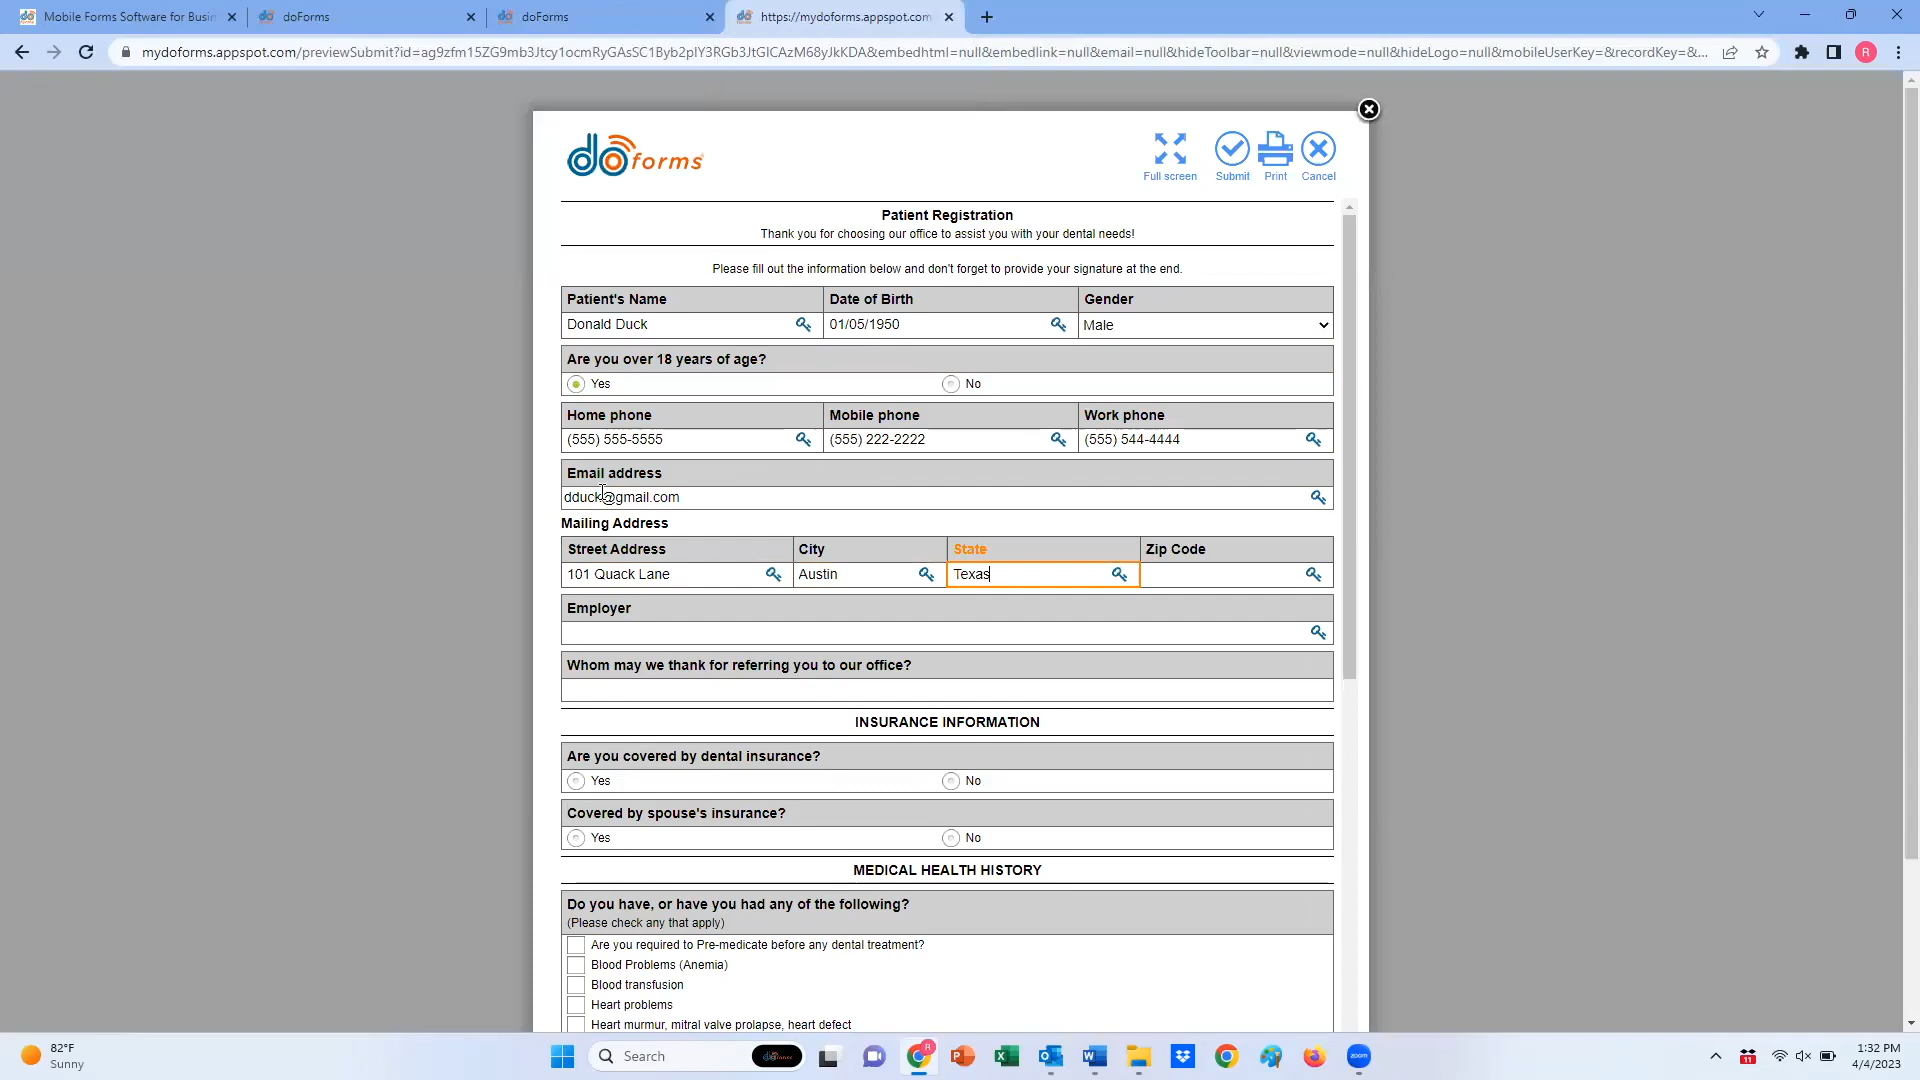 Mobile Forms Software for Busin
doForms
doForms
https://mydoforms.appspot.com
mydoforms.appspot.com/previewSubmit?id=ag9zfm15ZG9mb3Jtcy1ocmRyGAsSC1Byb2plY3RGb3JtGICAzM68yJkKDA&embedhtml=null&embedlink=null&email=null&hideToolbar=null&viewmode=null&hideLogo=null&mobileUserKey=&recordKey=&...
R
doforms
Full screen
Submit
Print
Cancel
Patient Registration
Thank you for choosing our office to assist you with your dental needs!
Please fill out the information below and don't forget to provide your signature at the end.
Patient's Name
Date of Birth
Gender
Donald Duck
01/05/1950
Male
Are you over 18 years of age?
Yes
No
Home phone
Mobile phone
Work phone
(555) 555-5555
(555) 222-2222
(555) 544-4444
Email address
dduck@gmail.com
Mailing Address
Street Address
City
State
Zip Code
101 Quack Lane
Austin
Texas
Employer
Whom may we thank for referring you to our office?
INSURANCE INFORMATION
Are you covered by dental insurance?
Yes
No
Covered by spouse's insurance?
Yes
No
MEDICAL HEALTH HISTORY
Do you have, or have you had any of the following?
(Please check any that apply)
Are you required to Pre-medicate before any dental treatment?
Blood Problems (Anemia)
Blood transfusion
Heart problems
Heart murmur, mitral valve prolapse, heart defect
82°F
Sunny
Search
doforms
R
zoom
11
1:32 PM
4/4/2023